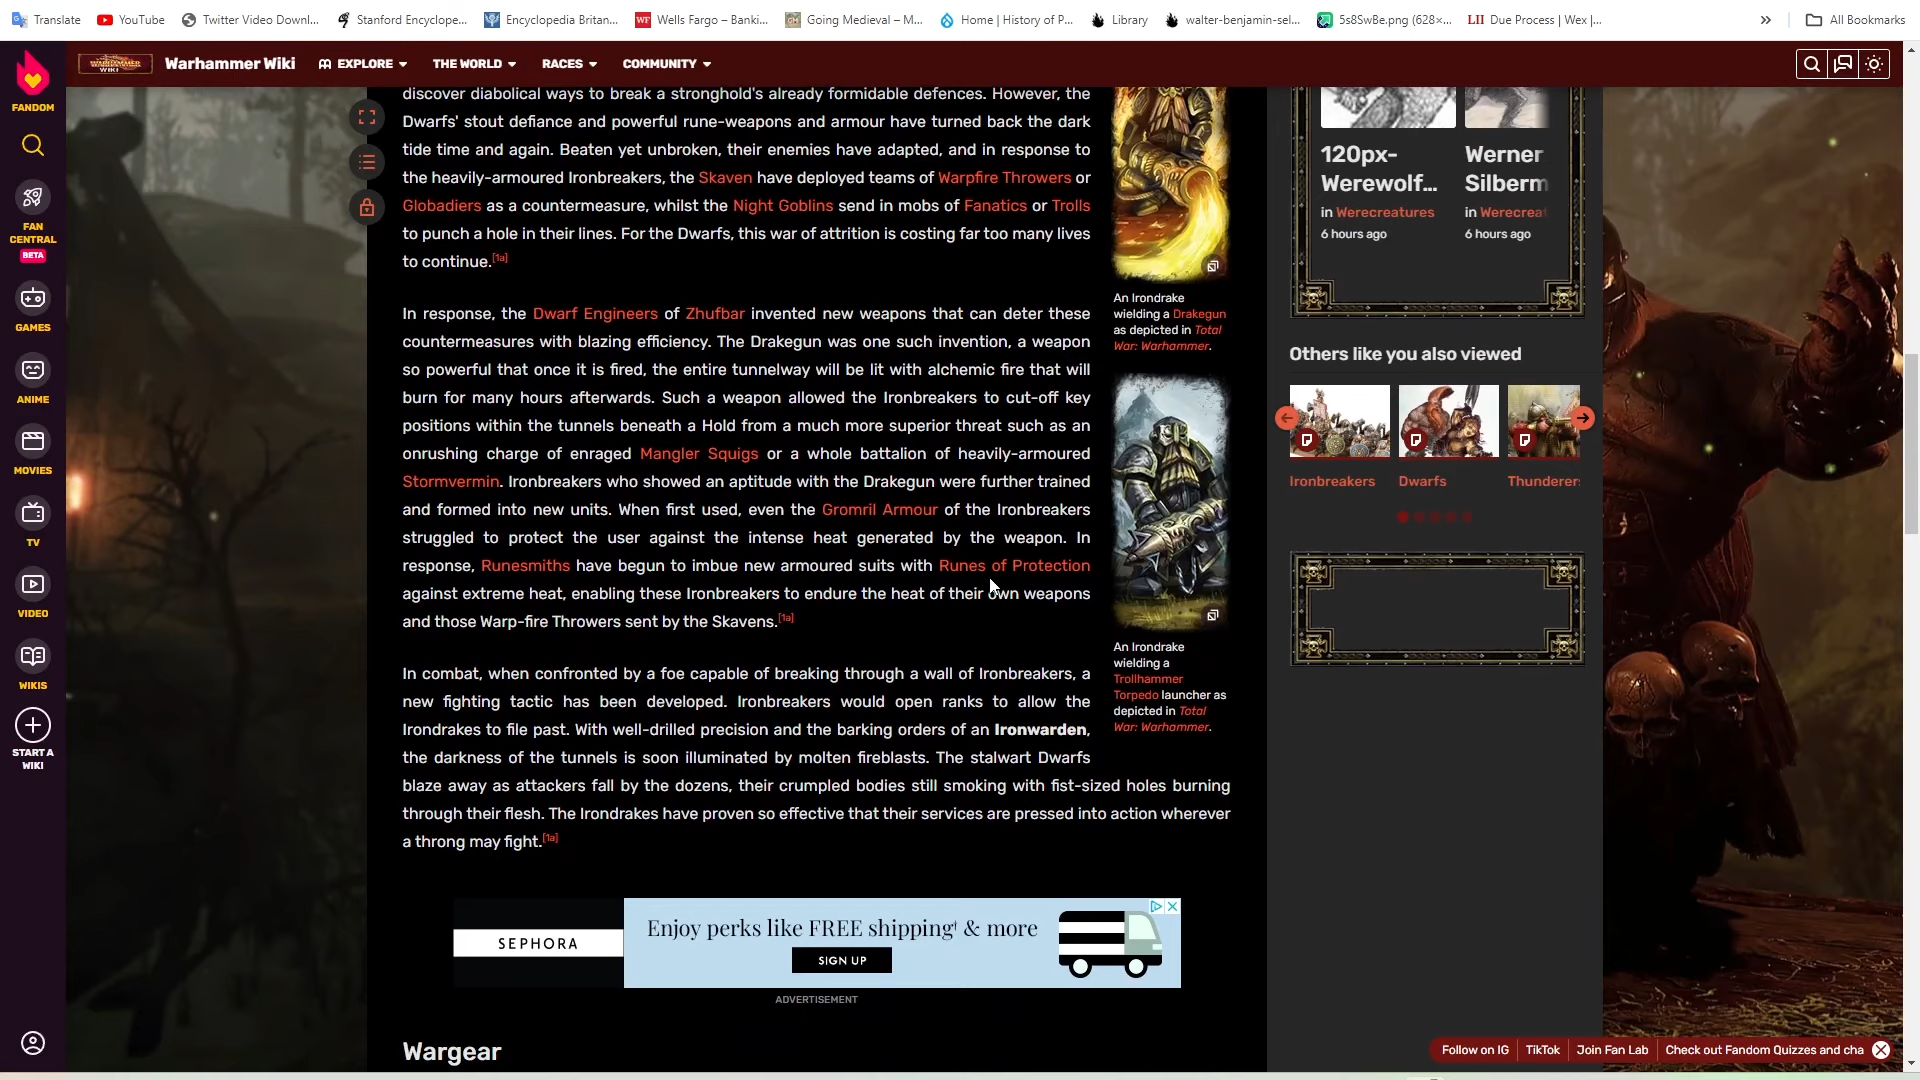 Translate
YouTube
Twitter Video Downl...
Stanford Encyclope...
Encyclopedia Britan...
WF Wells Fargo – Banki...
GM Going Medieval – M...
Home | History of P...
Library
walter-benjamin-sel...
5s8SwBe.png (628×...
LII Due Process | Wex |...
»
All Bookmarks
FANDOM
FAN
CENTRAL
BETA
GAMES
ANIME
MOVIES
TV
VIDEO
WIKIS
START A
WIKI
WARHAMMER
WIKI
Warhammer Wiki
EXPLORE
THE WORLD
RACES
COMMUNITY
discover diabolical ways to break a stronghold's already formidable defences. However, the
Dwarfs' stout defiance and powerful rune-weapons and armour have turned back the dark
tide time and again. Beaten yet unbroken, their enemies have adapted, and in response to
the heavily-armoured Ironbreakers, the Skaven have deployed teams of Warpfire Throwers or
Globadiers as a countermeasure, whilst the Night Goblins send in mobs of Fanatics or Trolls
to punch a hole in their lines. For the Dwarfs, this war of attrition is costing far too many lives
to continue.[1a]
In response, the Dwarf Engineers of Zhufbar invented new weapons that can deter these
countermeasures with blazing efficiency. The Drakegun was one such invention, a weapon
so powerful that once it is fired, the entire tunnelway will be lit with alchemic fire that will
burn for many hours afterwards. Such a weapon allowed the Ironbreakers to cut-off key
positions within the tunnels beneath a Hold from a much more superior threat such as an
onrushing charge of enraged Mangler Squigs or a whole battalion of heavily-armoured
Stormvermin. Ironbreakers who showed an aptitude with the Drakegun were further trained
and formed into new units. When first used, even the Gromril Armour of the Ironbreakers
struggled to protect the user against the intense heat generated by the weapon. In
response, Runesmiths have begun to imbue new armoured suits with Runes of Protection
against extreme heat, enabling these Ironbreakers to endure the heat of their own weapons
and those Warp-fire Throwers sent by the Skavens.[1a]
In combat, when confronted by a foe capable of breaking through a wall of Ironbreakers, a
new fighting tactic has been developed. Ironbreakers would open ranks to allow the
Irondrakes to file past. With well-drilled precision and the barking orders of an Ironwarden,
the darkness of the tunnels is soon illuminated by molten fireblasts. The stalwart Dwarfs
blaze away as attackers fall by the dozens, their crumpled bodies still smoking with fist-sized holes burning
through their flesh. The Irondrakes have proven so effective that their services are pressed into action wherever
a throng may fight.[1a]
An Irondrake
wielding a Drakegun
as depicted in Total
War: Warhammer.
An Irondrake
wielding a
Trollhammer
Torpedo launcher as
depicted in Total
War: Warhammer.
SEPHORA
Enjoy perks like FREE shipping† & more
SIGN UP
ADVERTISEMENT
Wargear
120px-
Werewolf...
in Werecreatures
6 hours ago
Werner
Silberm
in Werecreat
6 hours ago
Others like you also viewed
Ironbreakers
Dwarfs
Thunderers
Follow on IG
TikTok
Join Fan Lab
Check out Fandom Quizzes and cha